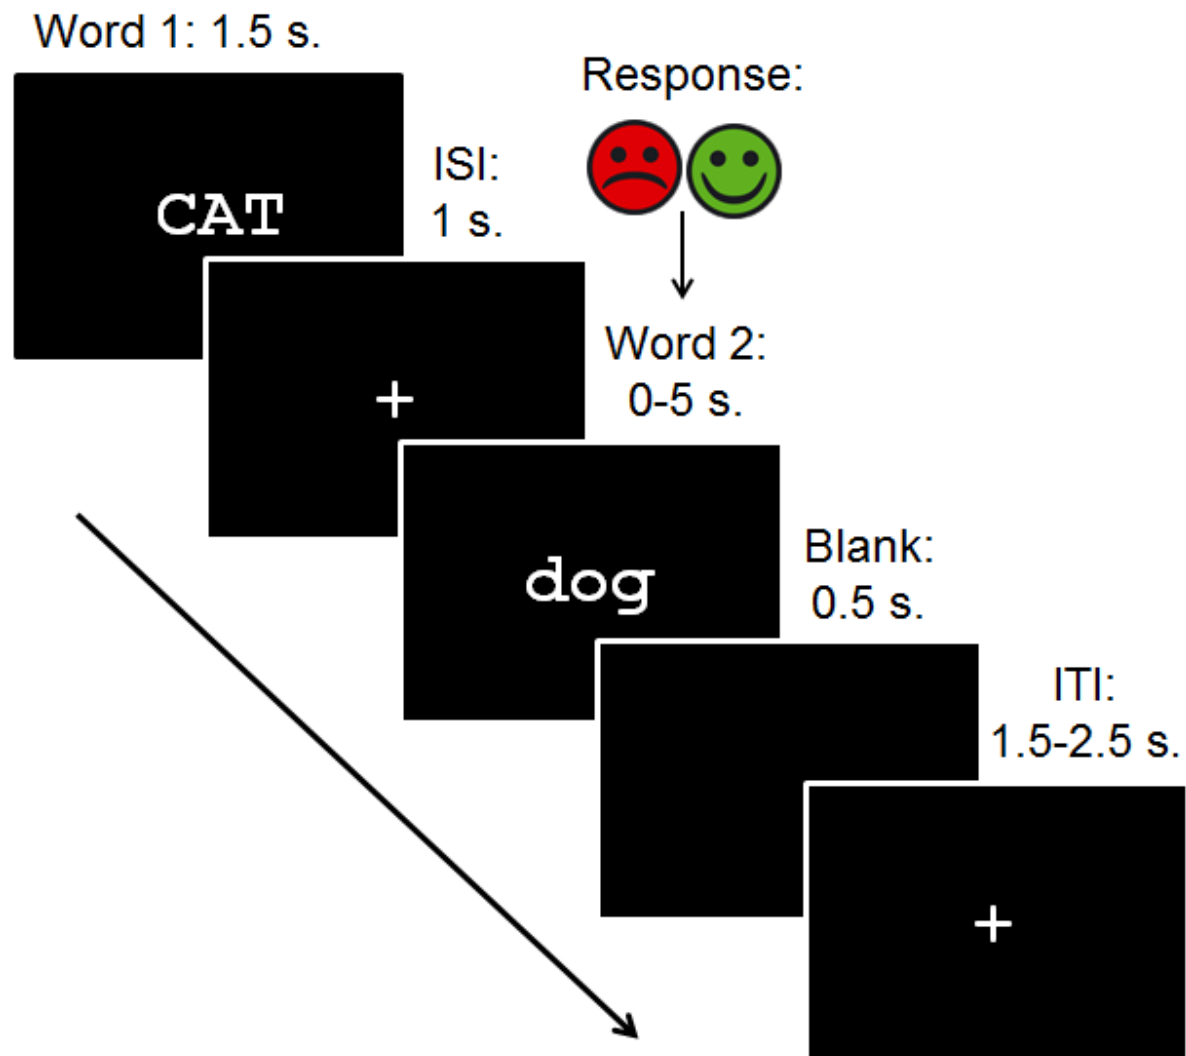 Word 1: 1.5 s.
CAT
ISI:
1 s.
Response:
+
Word 2:
0-5 s.
dog
Blank:
0.5 s.
ITI:
1.5-2.5 s.
+